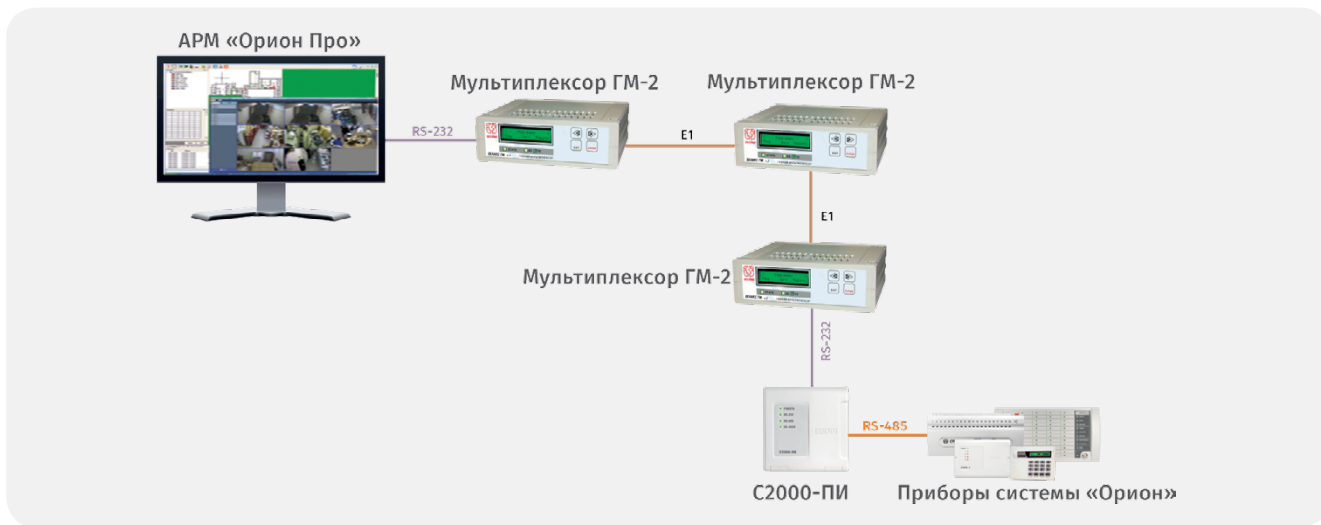 АРМ «Орион Про»
Мультиплексор ГМ-2
Мультиплексор ГМ-2
RS-232
E1
E1
Мультиплексор ГМ-2
RS-232
RS-485
С2000-ПИ
Приборы системы «Орион»